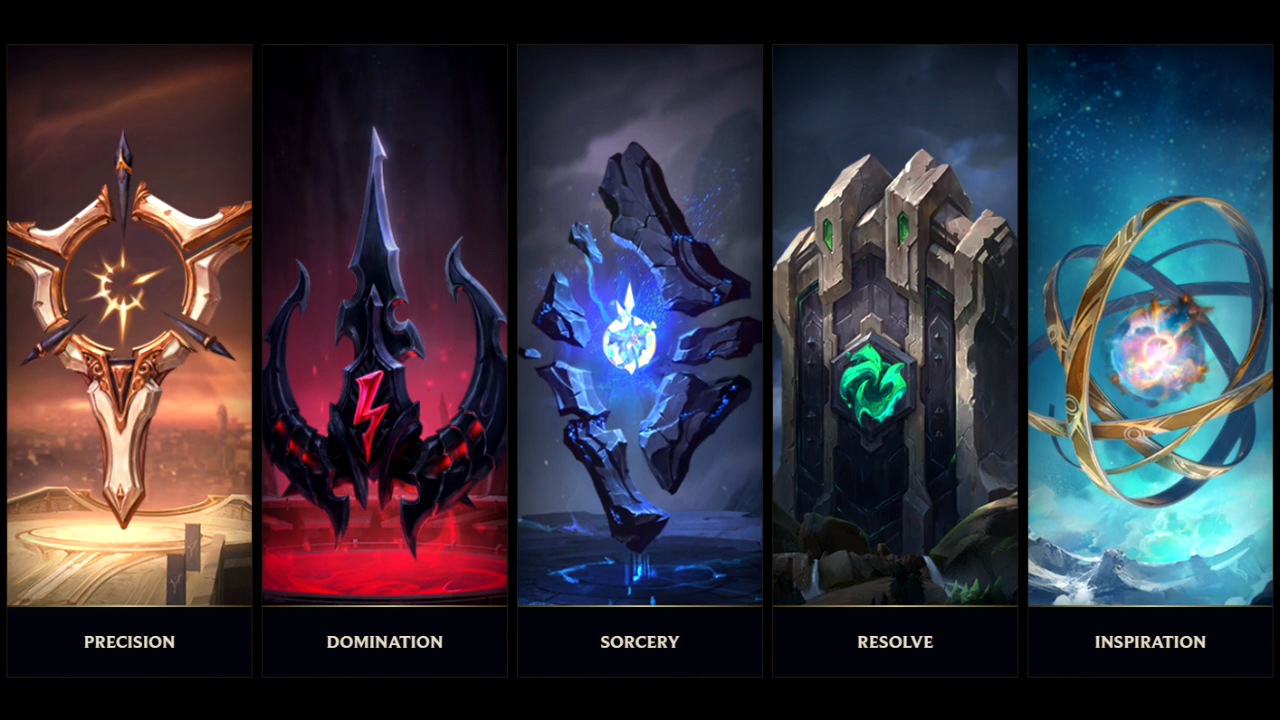 PRECISION
DOMINATION
SORCERY
RESOLVE
INSPIRATION